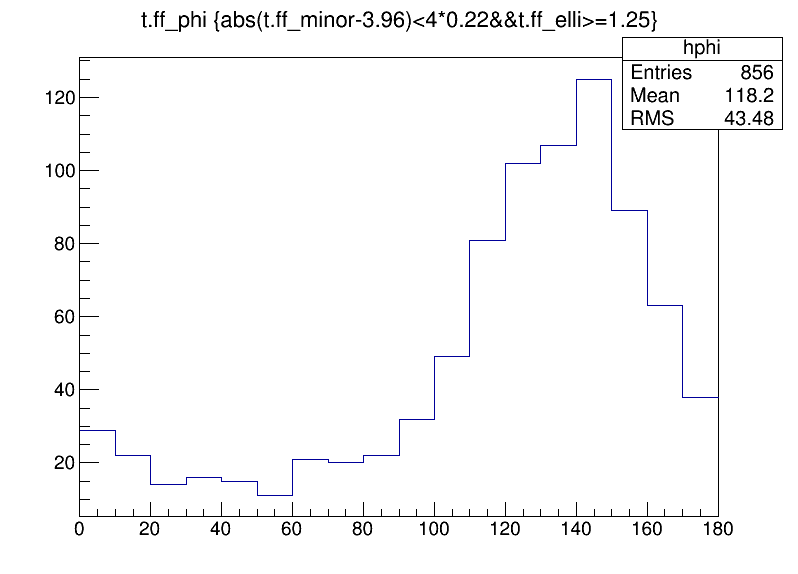 t.ff_phi {abs(t.ff_minor-3.96)<4*0.22&&t.ff_elli>=1.25}
hphi
Entries 856
Mean 118.2
RMS 43.48
120
100
80
60
40
20
0 20 40 60 80 100 120 140 160 180